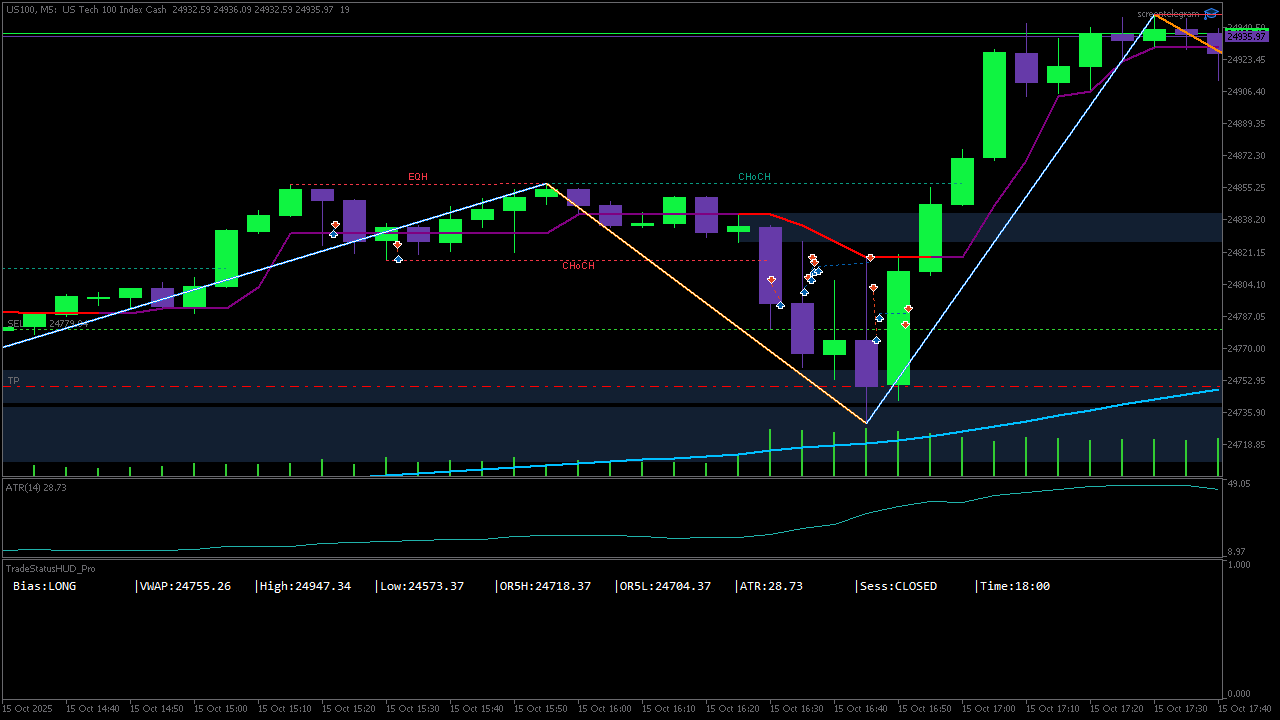 US100, M5:  US Tech 100 Index Cash  24932.59 24936.09 24932.59 24935.97  19
screentelegram
24935.97
24923.45
24906.40
24889.35
24872.30
EQH
CHoCH
24855.25
24838.20
24821.15
CHoCH
24804.10
24787.05
24770.00
TP
24752.95
24735.90
24718.85
ATR(14) 28.73
49.05
8.97
TradeStatusHUD_Pro
1.000
Bias:LONG |VWAP:24755.26 |High:24947.34 |Low:24573.37 |OR5H:24718.37 |OR5L:24704.37 |ATR:28.73 |Sess:CLOSED |Time:18:00
0.000
15 Oct 2025 15 Oct 14:40 15 Oct 14:50 15 Oct 15:00 15 Oct 15:10 15 Oct 15:20 15 Oct 15:30 15 Oct 15:40 15 Oct 15:50 15 Oct 16:00 15 Oct 16:10 15 Oct 16:20 15 Oct 16:30 15 Oct 16:40 15 Oct 16:50 15 Oct 17:00 15 Oct 17:10 15 Oct 17:20 15 Oct 17:30 15 Oct 17:40